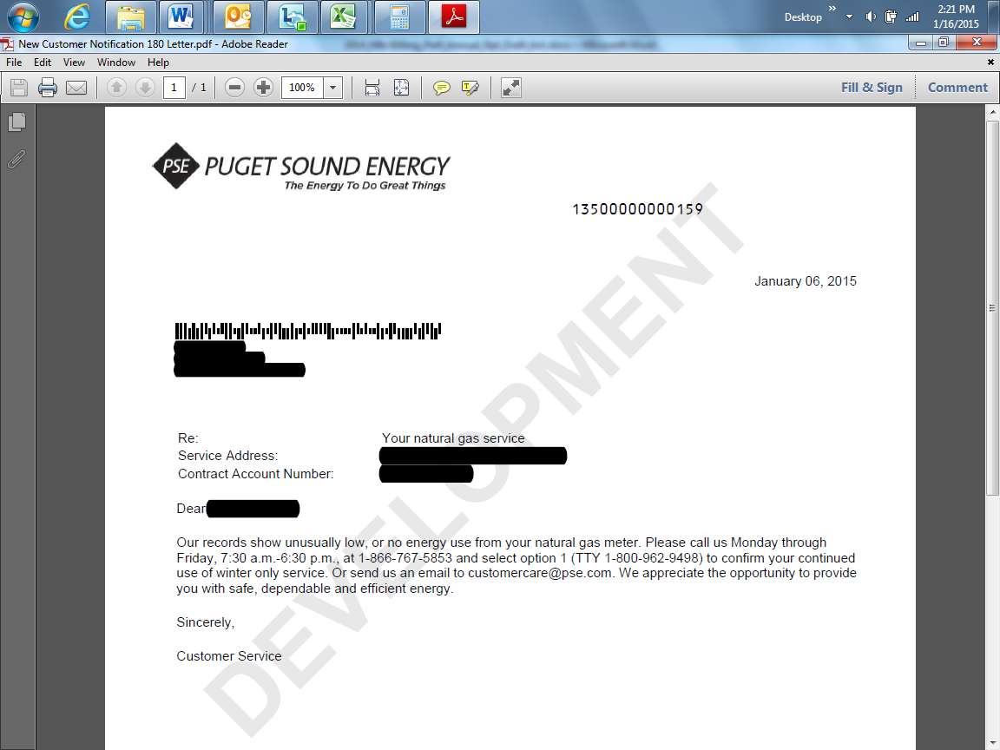 Desktop
»
2:21 PM
1/16/2015
New Customer Notification 180 Letter.pdf - Adobe Reader
File Edit View Window Help
1 / 1 100% Fill & Sign Comment
PSE PUGET SOUND ENERGY
The Energy To Do Great Things
13500000000159
January 06, 2015
Re: Your natural gas service
Service Address:
Contract Account Number:
Dear
Our records show unusually low, or no energy use from your natural gas meter. Please call us Monday through
Friday, 7:30 a.m.-6:30 p.m., at 1-866-767-5853 and select option 1 (TTY 1-800-962-9498) to confirm your continued
use of winter only service. Or send us an email to customercare@pse.com. We appreciate the opportunity to provide
you with safe, dependable and efficient energy.
Sincerely,
Customer Service
DEVELOPMENT